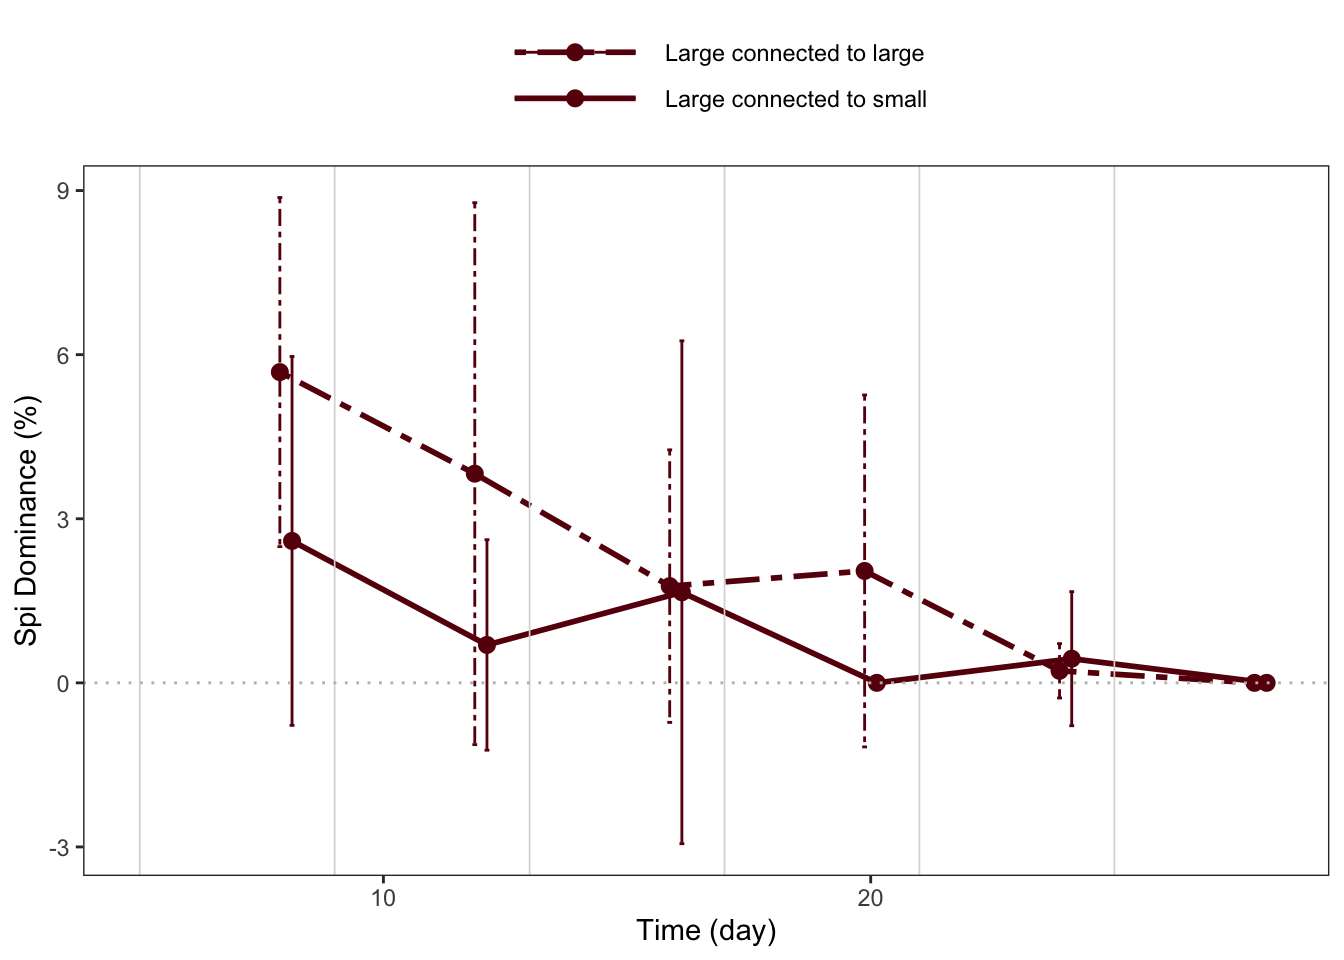 Large connected to large
Large connected to small
9
6
3
0
-3
Spi Dominance (%)
10
20
Time (day)